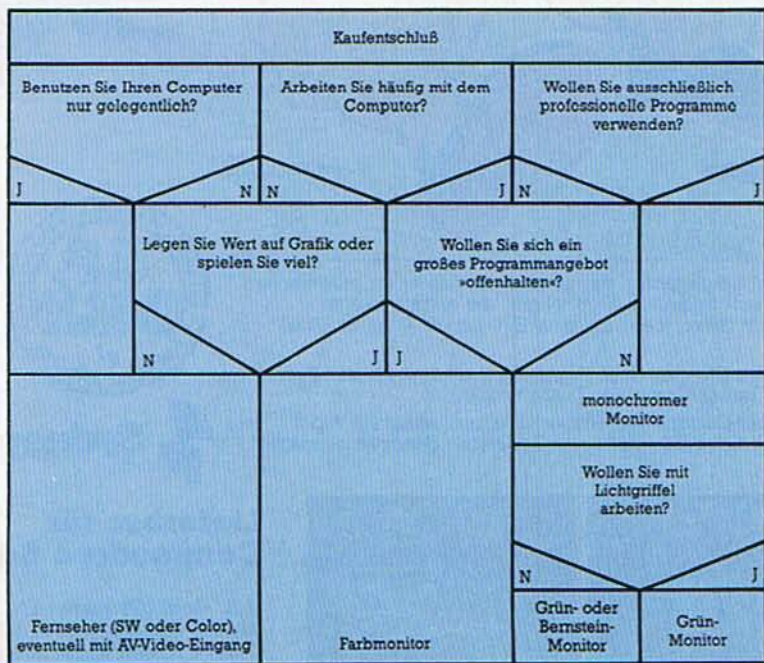 Kaufentschluß
Benutzen Sie Ihren Computer
nur gelegentlich?
Arbeiten Sie häufig mit dem
Computer?
Wollen Sie ausschließlich
professionelle Programme
verwenden?
J
N
N
J
N
J
Legen Sie Wert auf Grafik oder
spielen Sie viel?
Wollen Sie sich ein
großes Programmangebot
»offenhalten«?
N
J
J
N
monochromer
Monitor
Wollen Sie mit
Lichtgriffel
arbeiten?
N
J
Fernseher (SW oder Color),
eventuell mit AV-Video-Eingang
Farbmonitor
Grün- oder
Bernstein-
Monitor
Grün-
Monitor